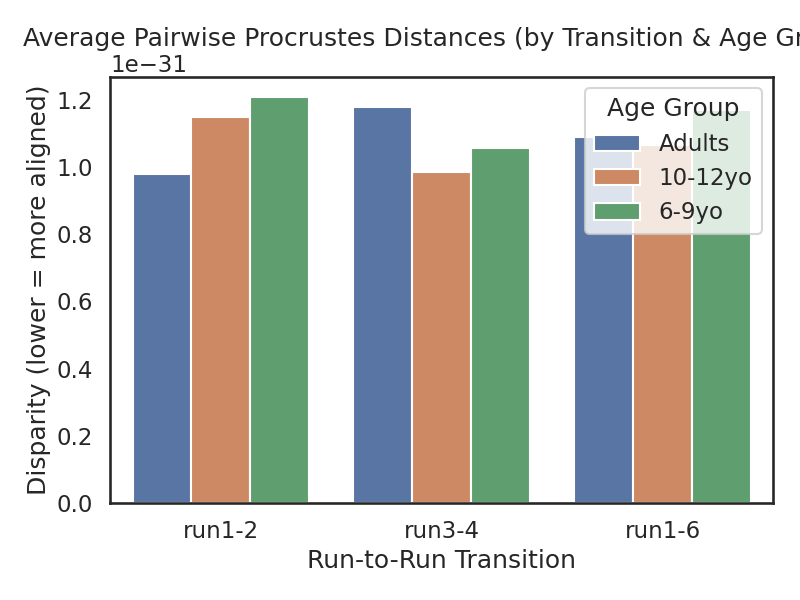 Average Pairwise Procrustes Distances (by Transition & Age Gr
1e−31
Disparity (lower = more aligned)
1.2
1.0
0.8
0.6
0.4
0.2
0.0
Age Group
Adults
10-12yo
6-9yo
run1-2
run3-4
run1-6
Run-to-Run Transition